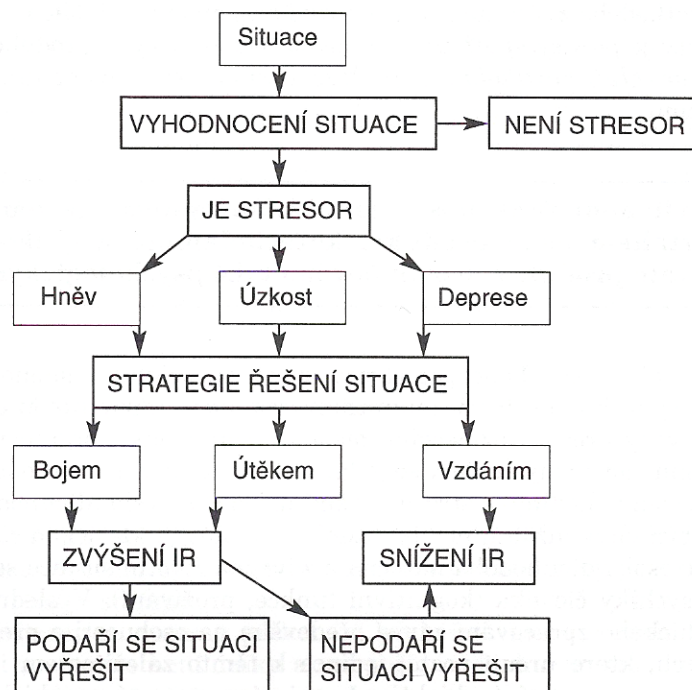 Situace
VYHODNOCENÍ SITUACE
NENÍ STRESOR
JE STRESOR
Hněv
Úzkost
Deprese
STRATEGIE ŘEŠENÍ SITUACE
Bojem
Útěkem
Vzdáním
ZVÝŠENÍ IR
SNÍŽENÍ IR
PODAŘÍ SE SITUACI
VYŘEŠIT
NEPODAŘÍ SE
SITUACI VYŘEŠIT